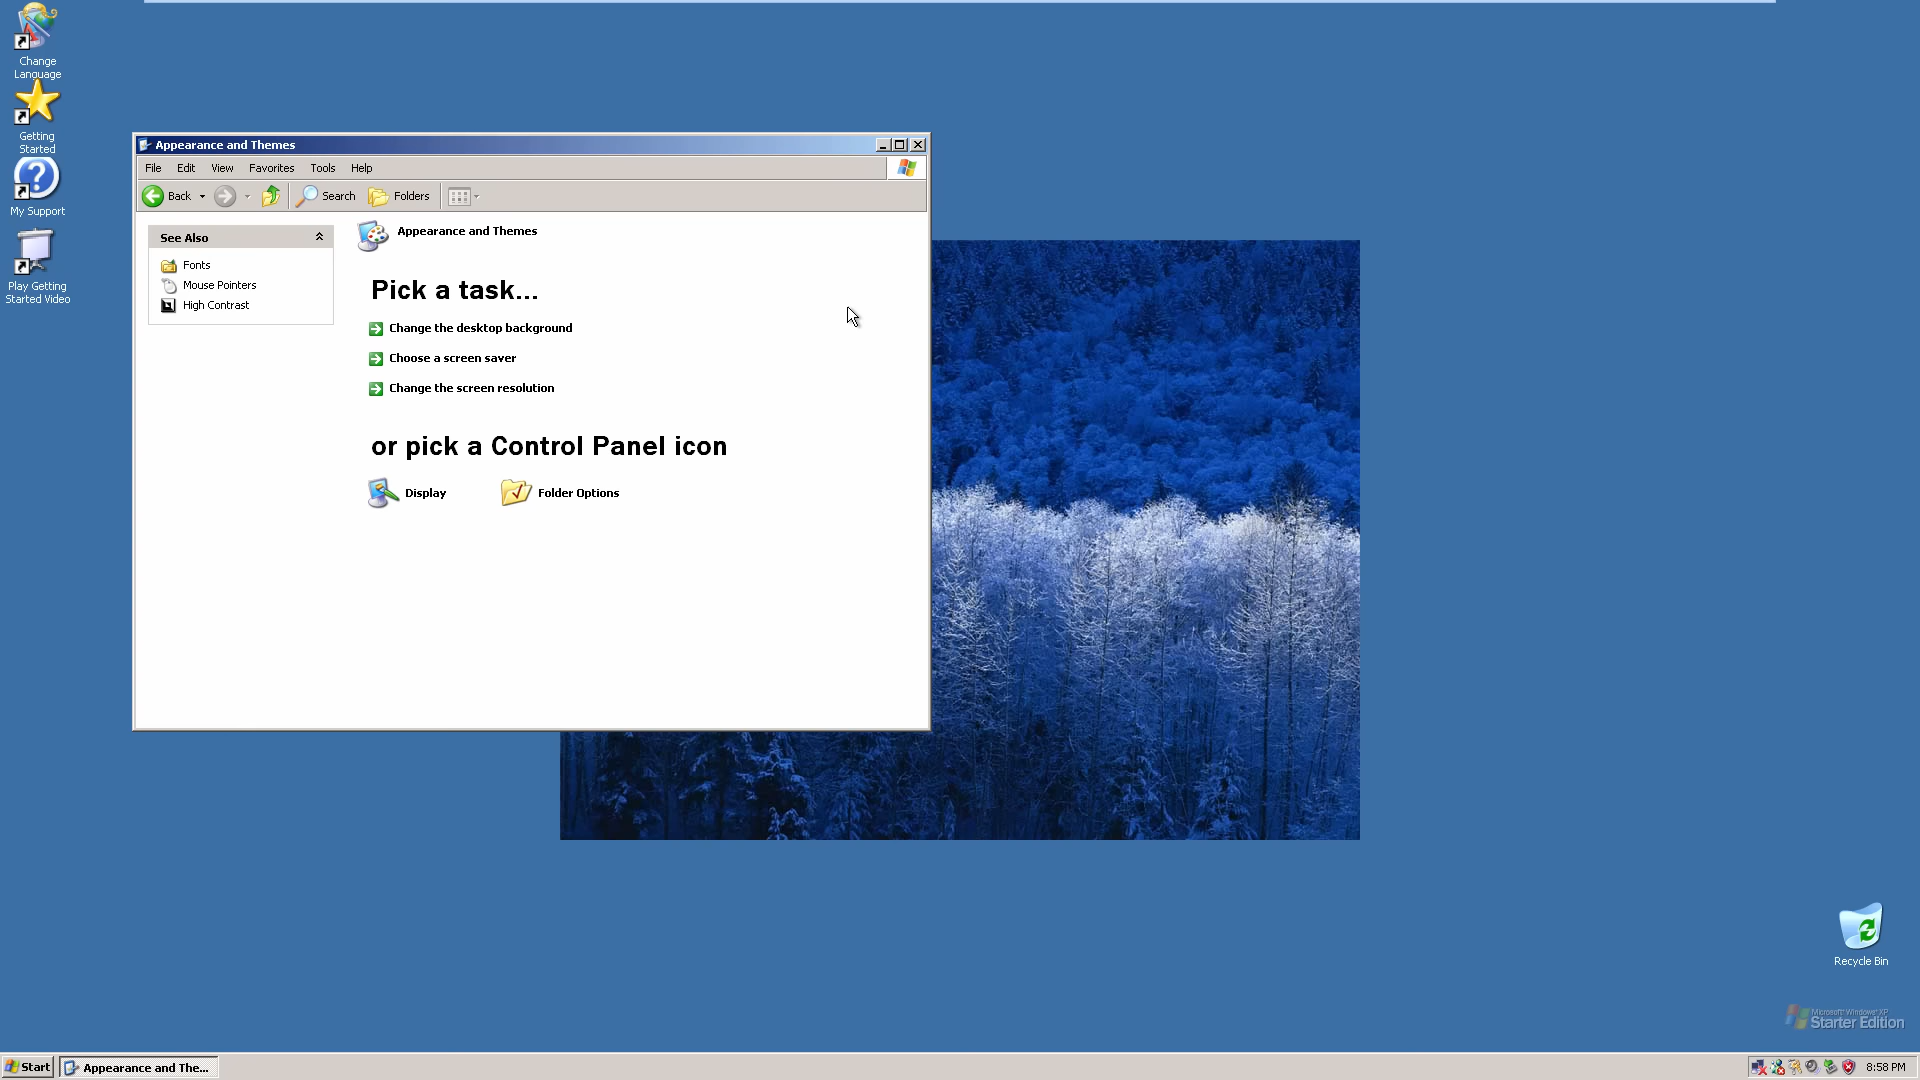 Change
Language
Getting
Started
My Support
Play Getting
Started Video
Appearance and Themes
File Edit View Favorites Tools Help
Back Search Folders
See Also
Fonts
Mouse Pointers
High Contrast
Appearance and Themes
Pick a task...
Change the desktop background
Choose a screen saver
Change the screen resolution
or pick a Control Panel icon
Display Folder Options
Recycle Bin
Microsoft Windows XP
Starter Edition
Start Appearance and The... 8:58 PM